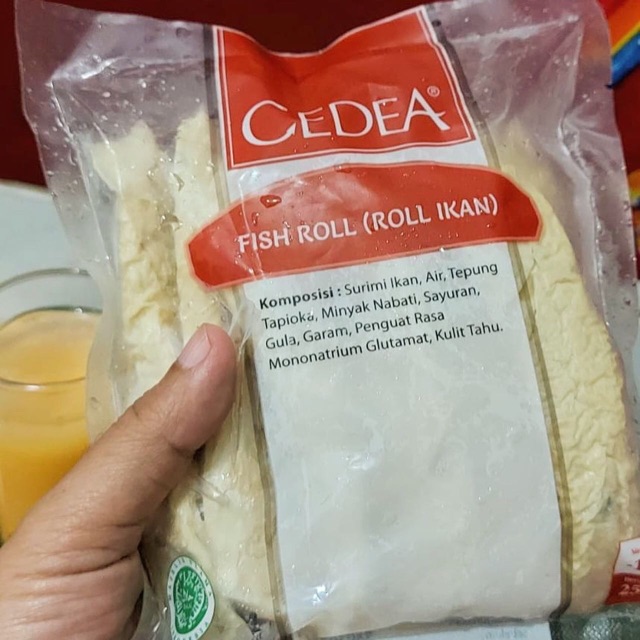 CEDEA®
FISH ROLL (ROLL IKAN)
Komposisi : Surimi Ikan, Air, Tepung
Tapioka, Minyak Nabati, Sayuran,
Gula, Garam, Penguat Rasa
Mononatrium Glutamat, Kulit Tahu.